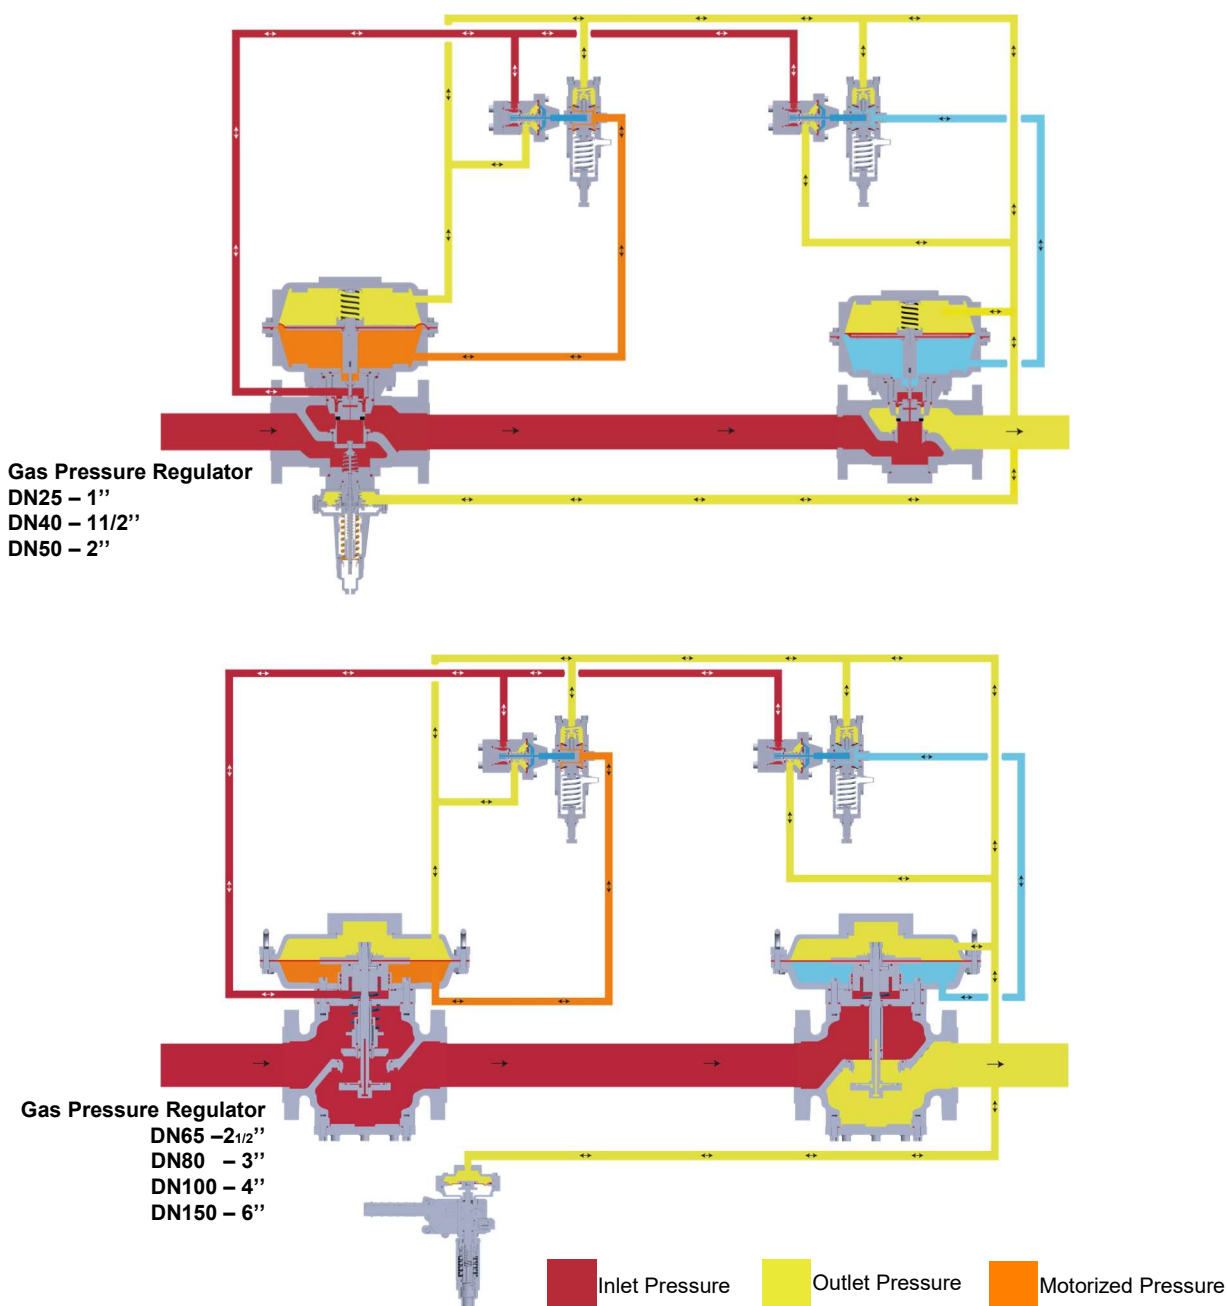 Gas Pressure Regulator
DN25 – 1’’
DN40 – 11/2’’
DN50 – 2’’
Gas Pressure Regulator
DN65 –21/2’’
DN80 – 3’’
DN100 – 4’’
DN150 – 6’’
Inlet Pressure
Outlet Pressure
Motorized Pressure